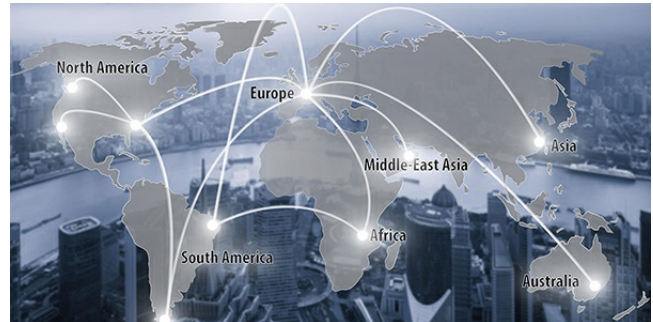 North America
Europe
Asia
Middle-East Asia
Africa
South America
Australia